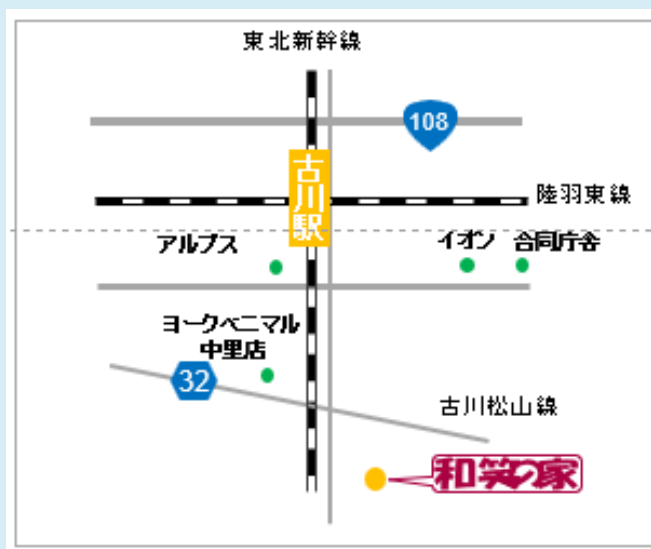 東北新幹線
108
古川駅
陸羽東線
アルプス
イオン
合同庁舎
ヨークベニマル
中里店
32
古川松山線
和笑の家